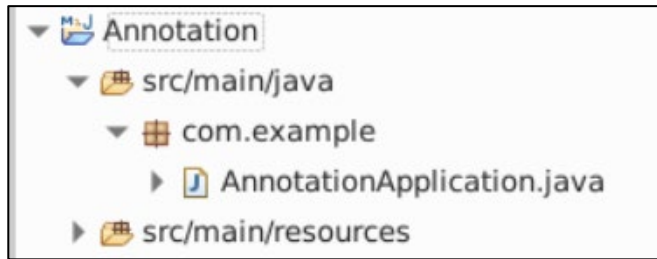 Annotation
src/main/java
com.example
AnnotationApplication.java
src/main/resources